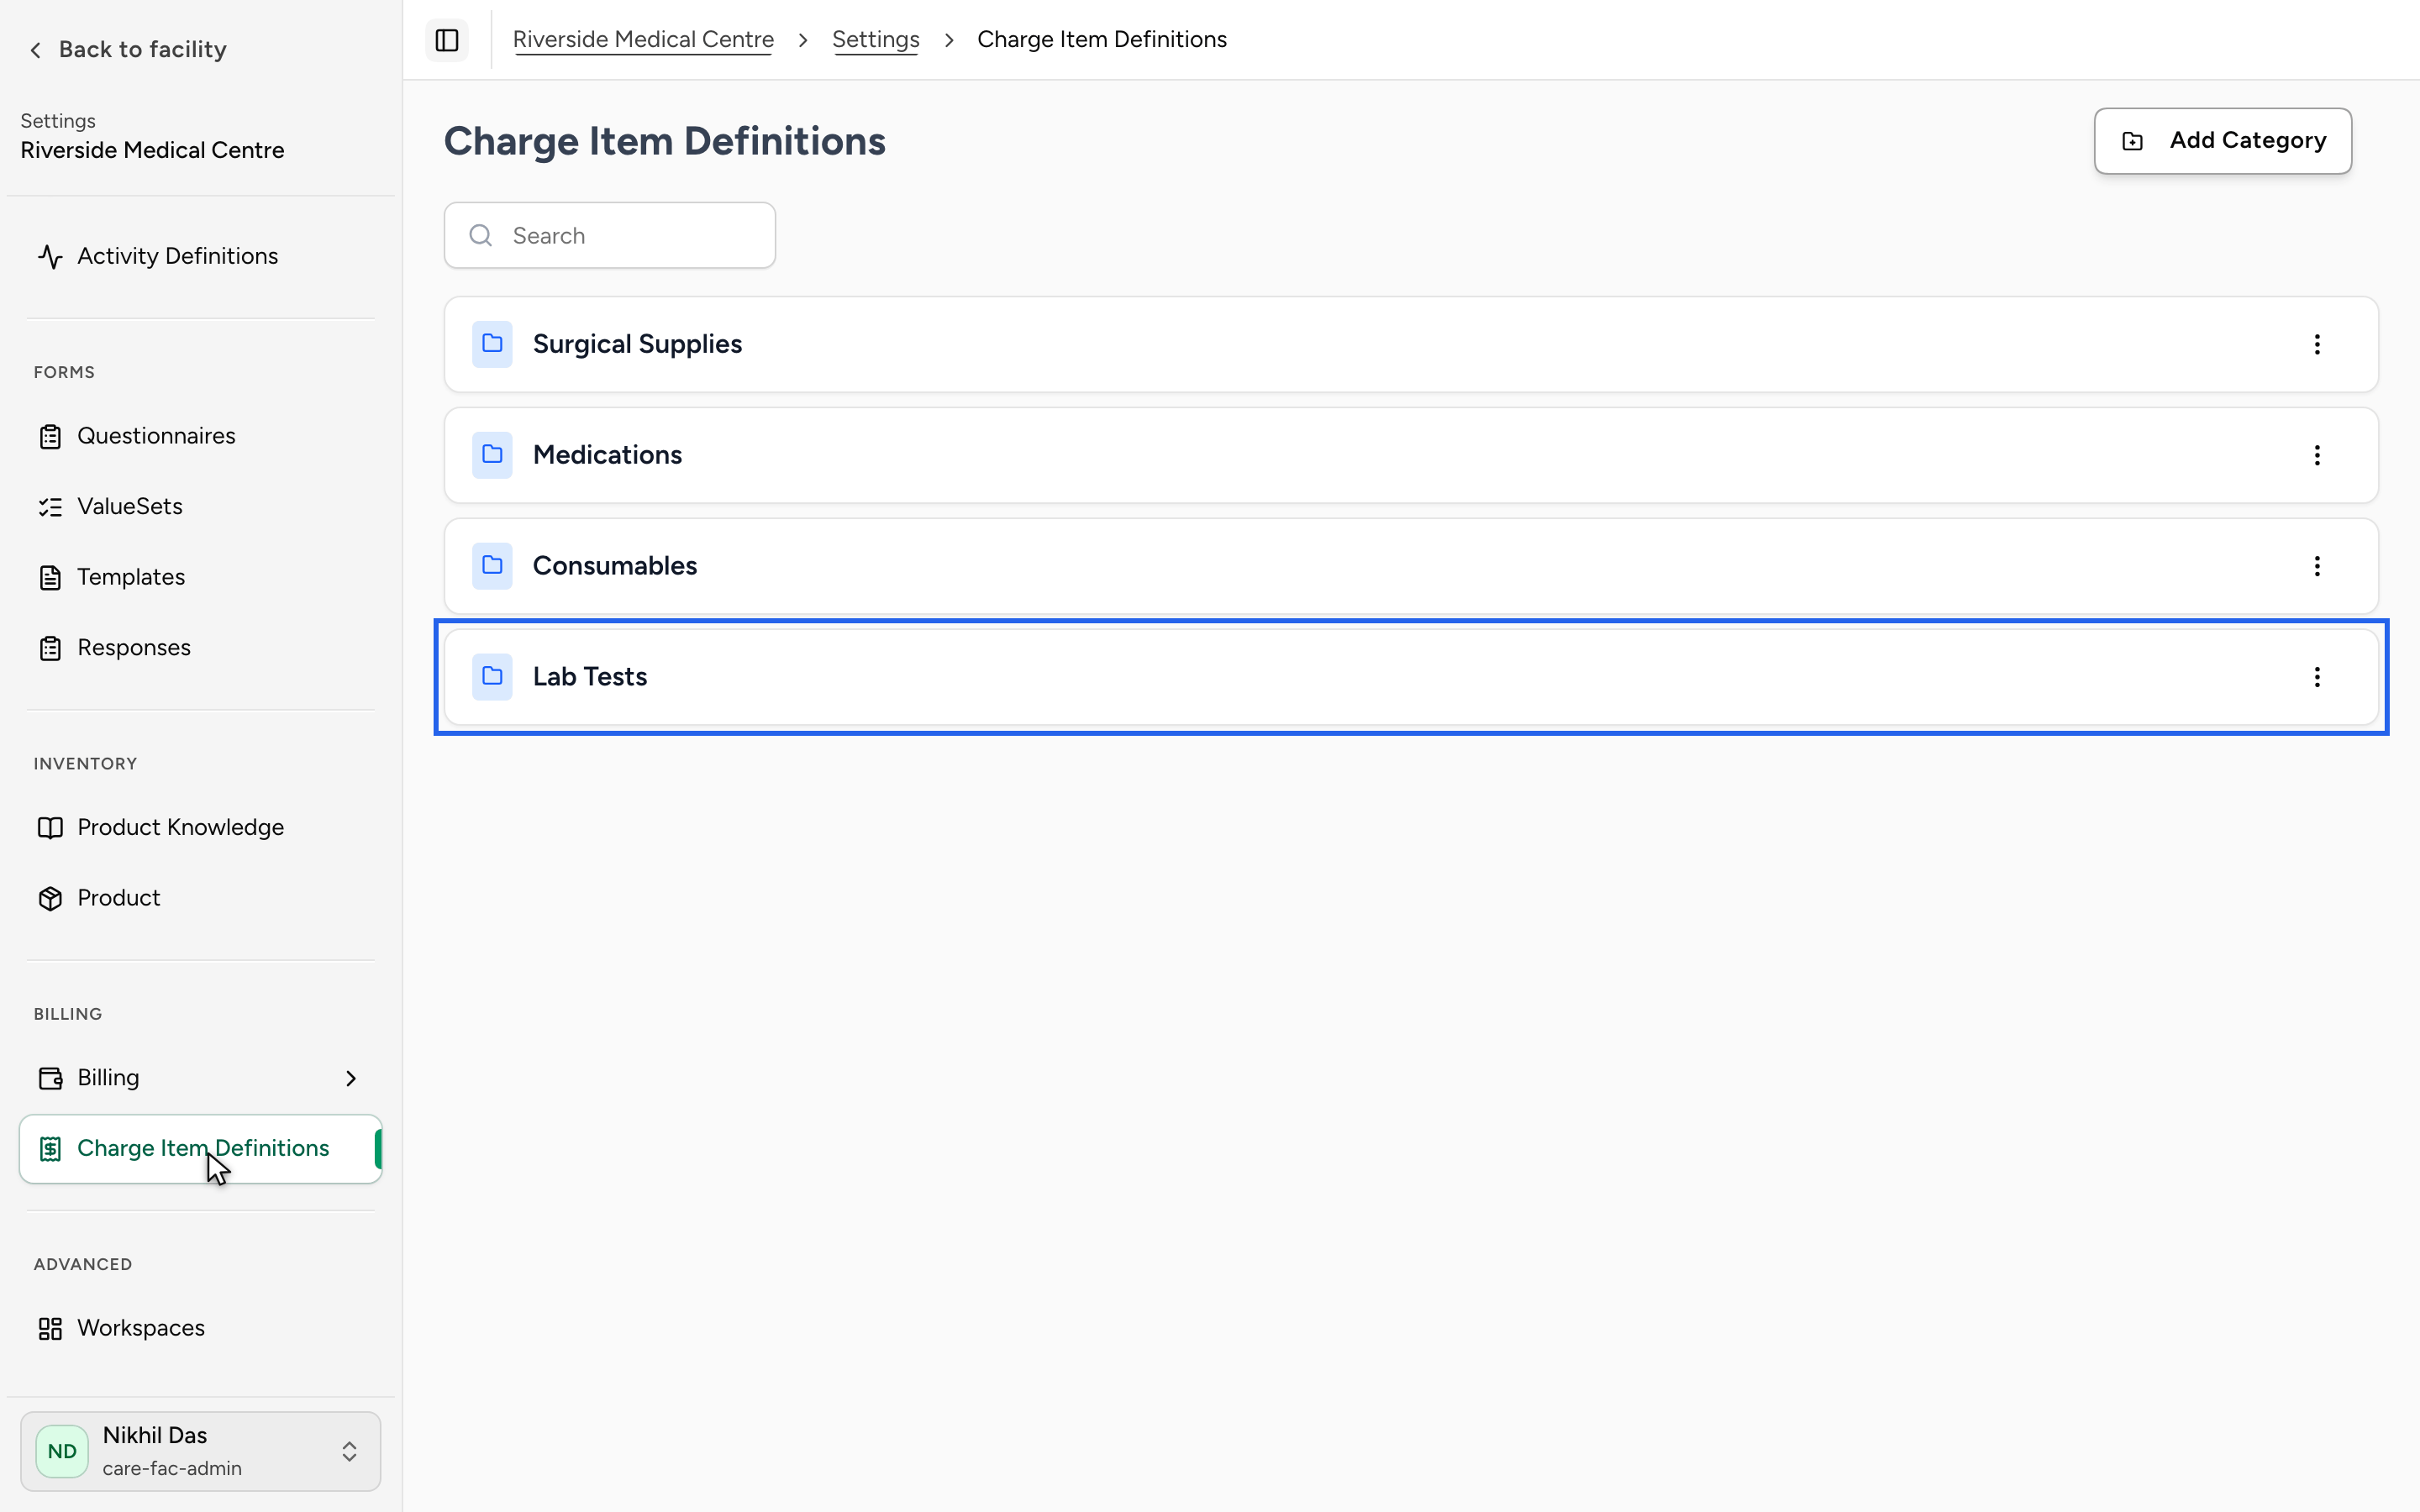 Back to facility
Settings
Riverside Medical Centre
Activity Definitions
FORMS
Questionnaires
ValueSets
Templates
Responses
INVENTORY
Product Knowledge
Product
BILLING
Billing
Charge Item Definitions
ADVANCED
Workspaces
ND
Nikhil Das
care-fac-admin
Riverside Medical Centre > Settings > Charge Item Definitions
Charge Item Definitions
Add Category
Search
Surgical Supplies
Medications
Consumables
Lab Tests